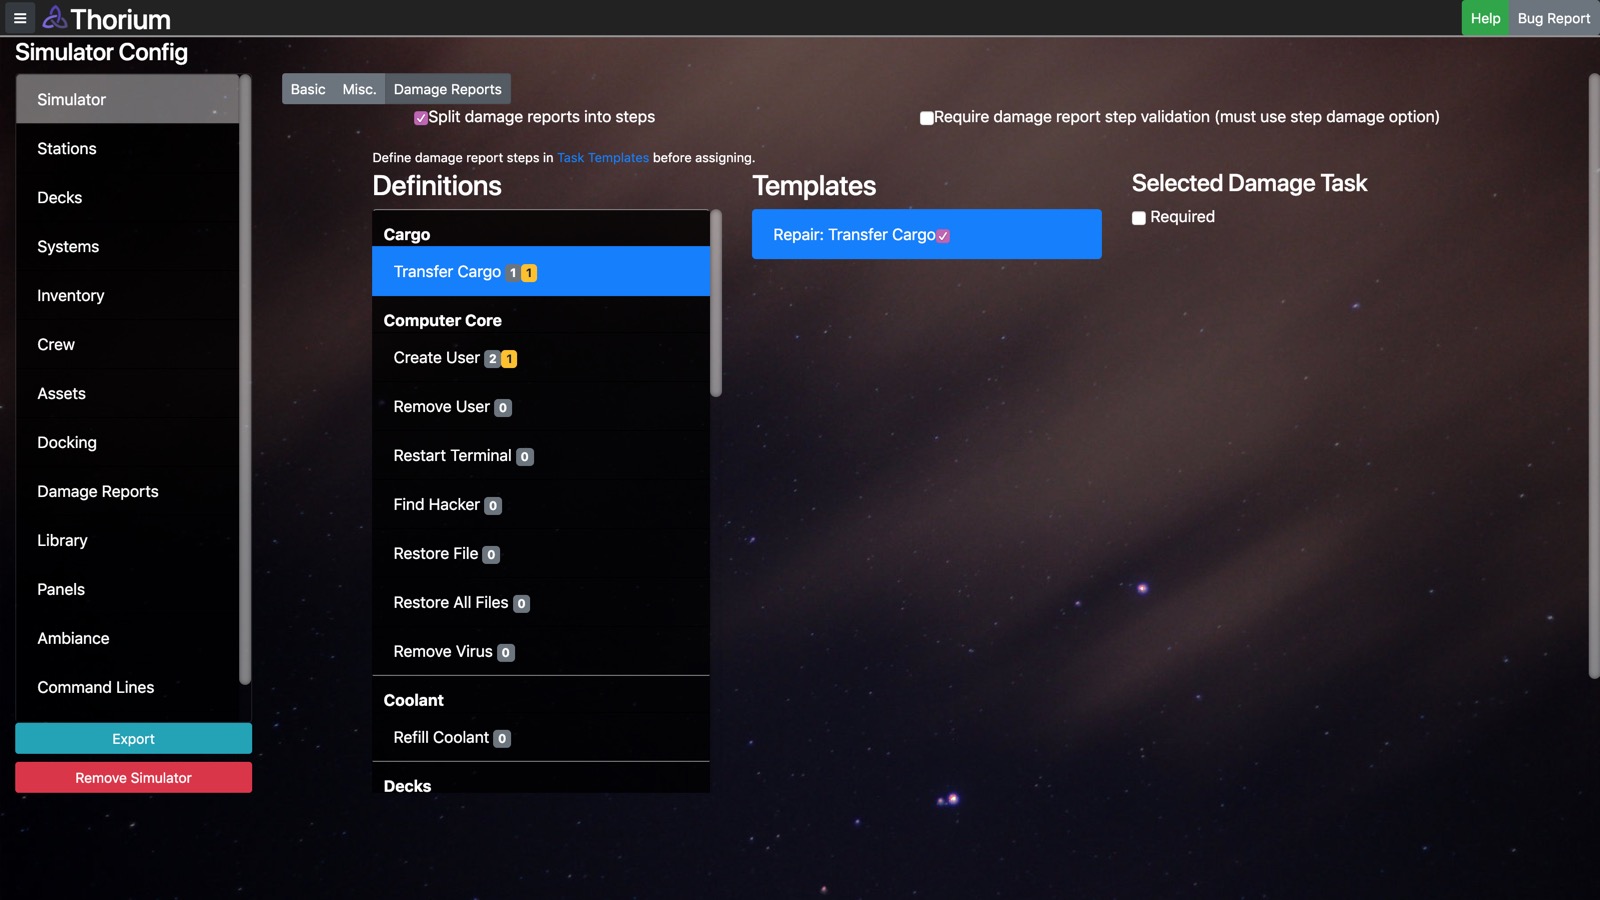 Thorium
Help
Bug Report
Simulator Config
Simulator
Stations
Decks
Systems
Inventory
Crew
Assets
Docking
Damage Reports
Library
Panels
Ambiance
Command Lines
Export
Remove Simulator
Basic
Misc.
Damage Reports
Split damage reports into steps
Require damage report step validation (must use step damage option)
Define damage report steps in Task Templates before assigning.
Definitions
Cargo
Transfer Cargo 1 1
Computer Core
Create User 2 1
Remove User 0
Restart Terminal 0
Find Hacker 0
Restore File 0
Restore All Files 0
Remove Virus 0
Coolant
Refill Coolant 0
Decks
Templates
Repair: Transfer Cargo
Selected Damage Task
Required